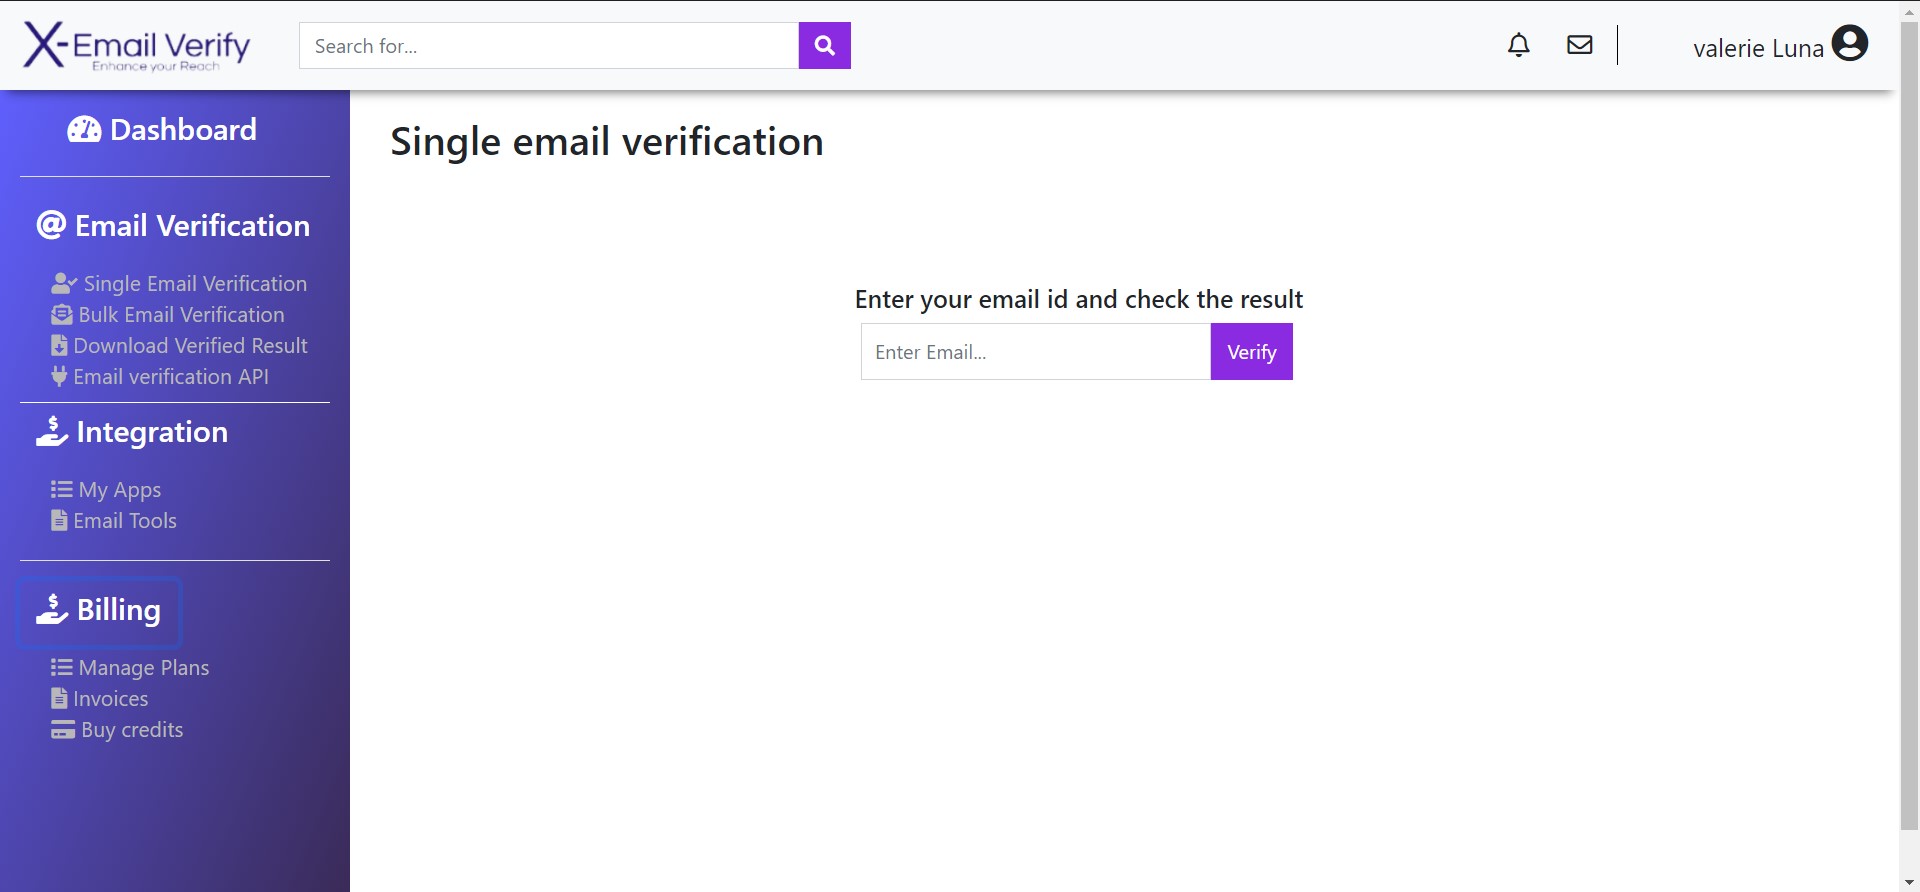 X-Email Verify
Enhance your Reach
Search for...
valerie Luna
Dashboard
Email Verification
Single Email Verification
Bulk Email Verification
Download Verified Result
Email verification API
Integration
My Apps
Email Tools
Billing
Manage Plans
Invoices
Buy credits
Single email verification
Enter your email id and check the result
Enter Email...
Verify